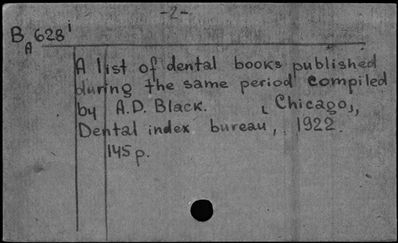 -2-
B 628i
A
A list of dental books published
during the same period compiled
by A.D. Black. [Chicago],
Dental index bureau, 1922.
145 p.